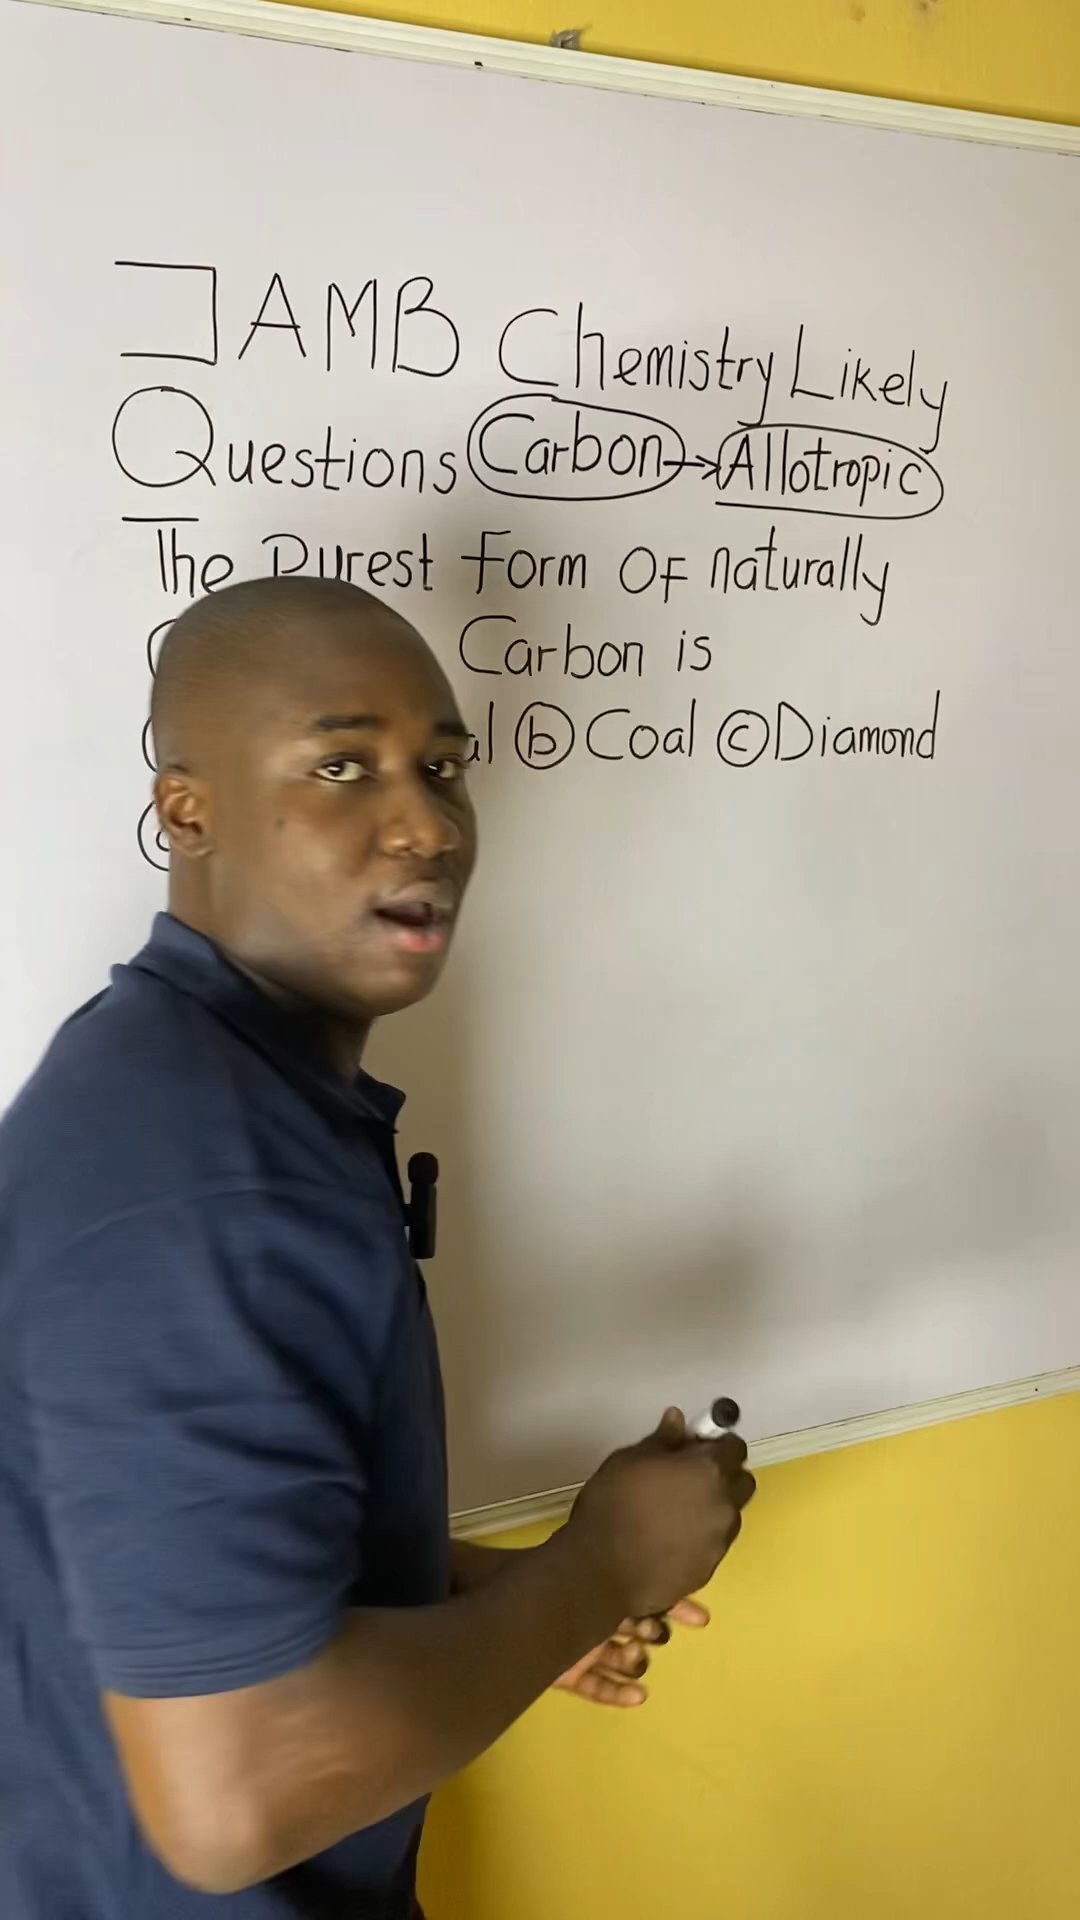 JAMB Chemistry Likely
Questions Carbon → Allotropic
The Purest Form OF naturally
Carbon is
b Coal c Diamond